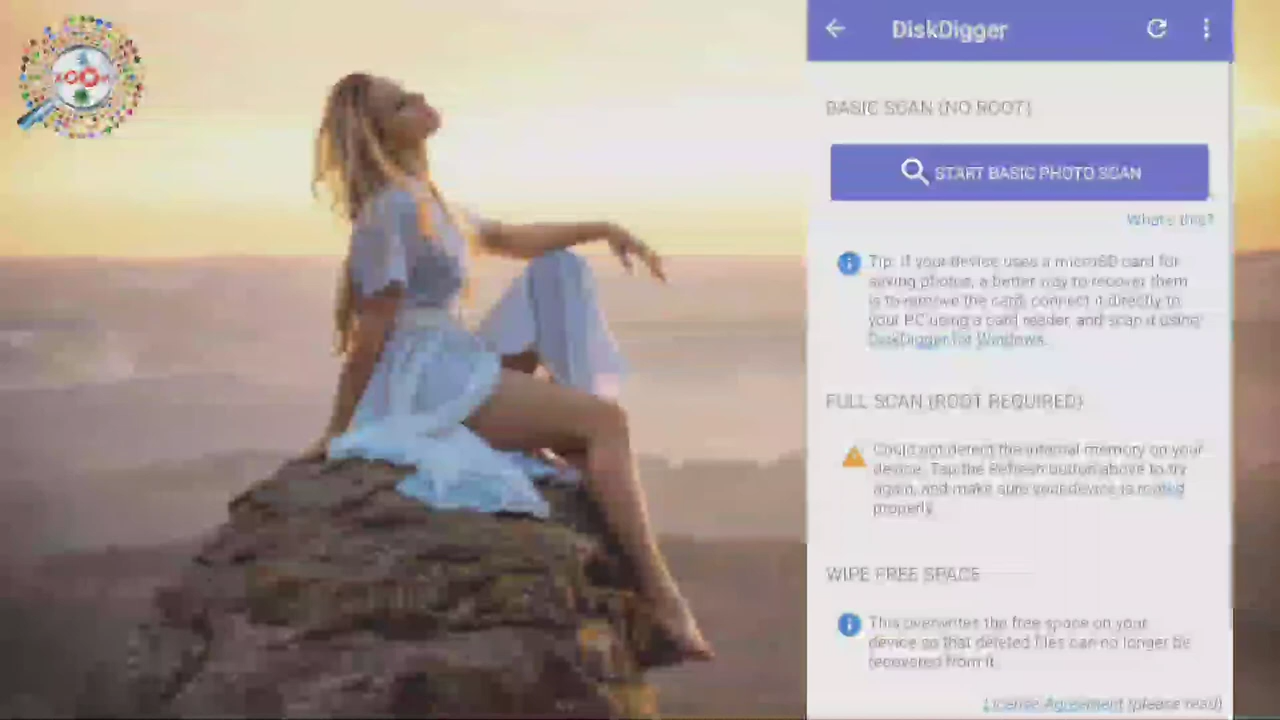 DiskDigger
BASIC SCAN (NO ROOT)
START BASIC PHOTO SCAN
What's this?
Tip: If your device uses a microSD card for
saving photos, a better way to recover them
is to remove the card, connect it directly to
your PC using a card reader, and scan it using
DiskDigger for Windows.
FULL SCAN (ROOT REQUIRED)
Could not detect the internal memory on your
device. Tap the Refresh button above to try
again, and make sure your device is rooted
properly.
WIPE FREE SPACE
This overwrites the free space on your
device so that deleted files can no longer be
recovered from it.
License Agreement (please read)